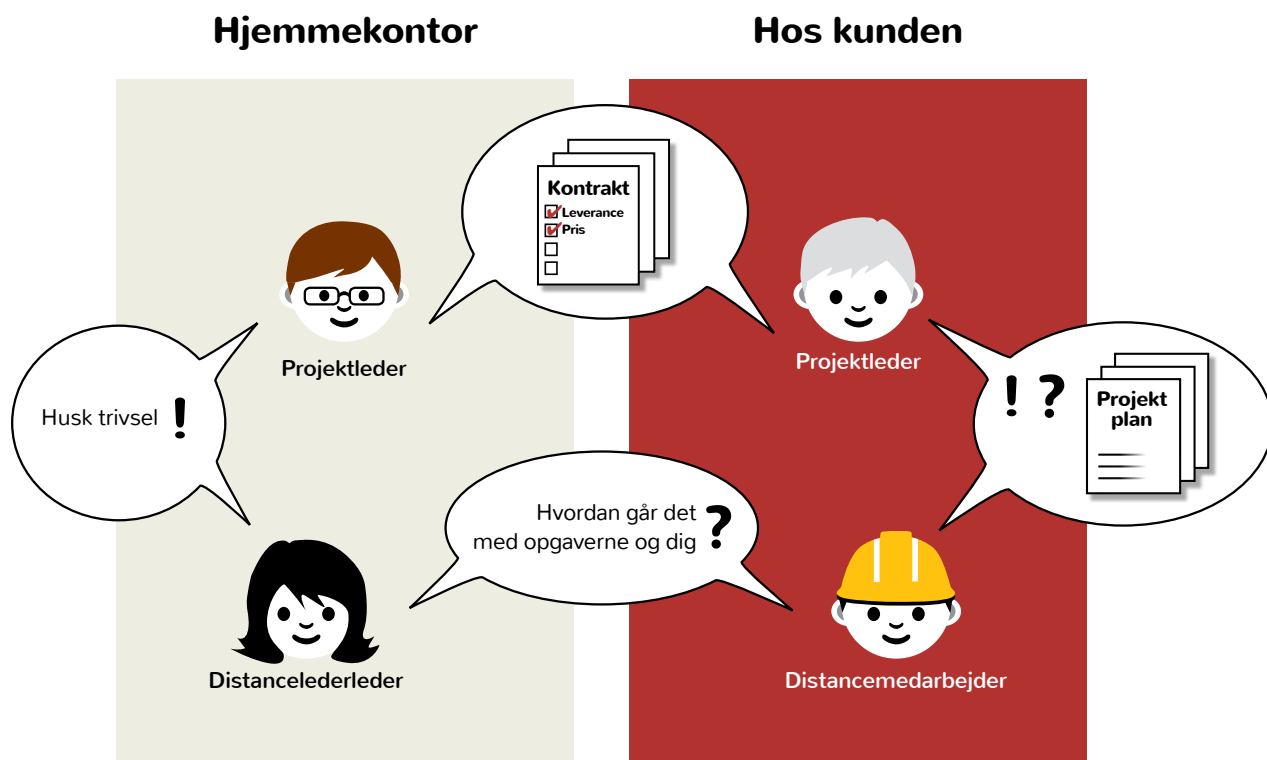 Hjemmekontor
Hos kunden
Kontrakt
Leverance
Pris
Projektleder
Projektleder
Husk trivsel !
! ?
Projekt
plan
Hvordan går det
med opgaverne og dig ?
Distancelederleder
Distancemedarbejder